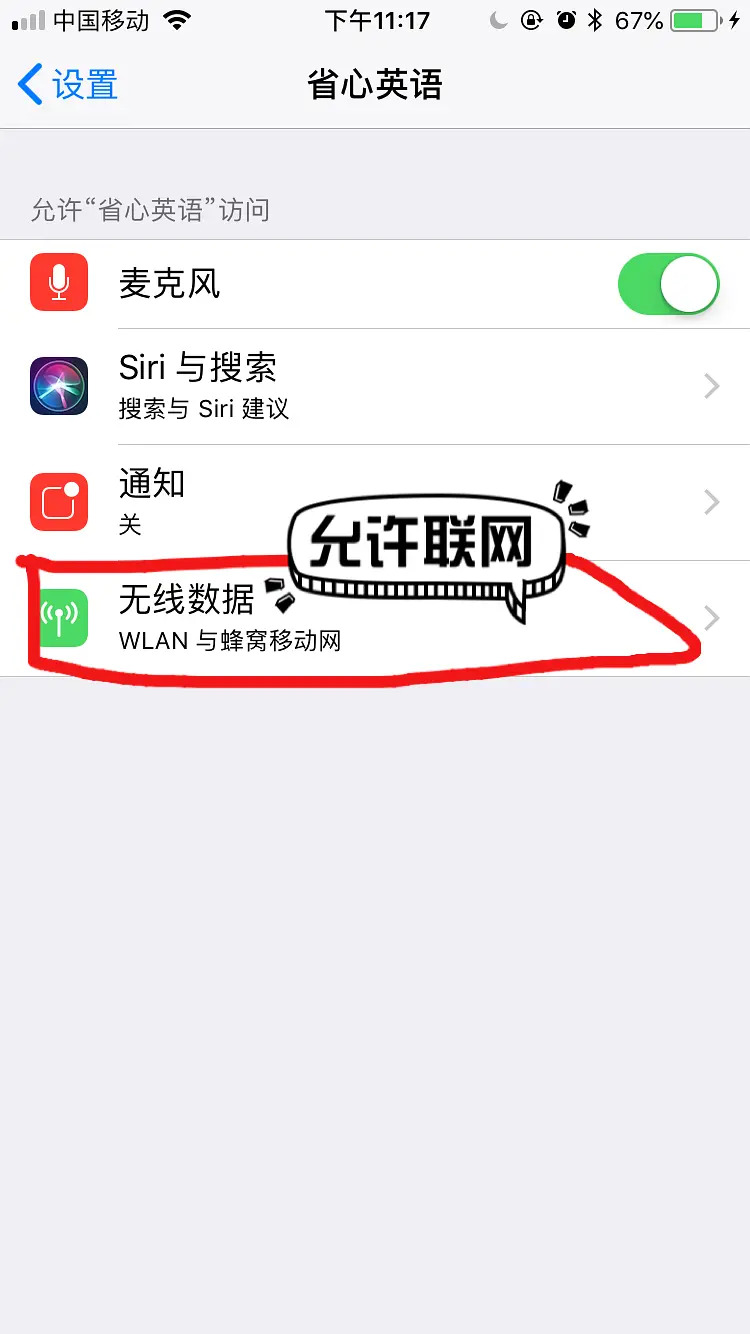 中国移动 下午11:17 67%
设置 省心英语
允许“省心英语”访问
麦克风
Siri 与搜索
搜索与 Siri 建议
通知
关
允许联网
无线数据
WLAN 与蜂窝移动网